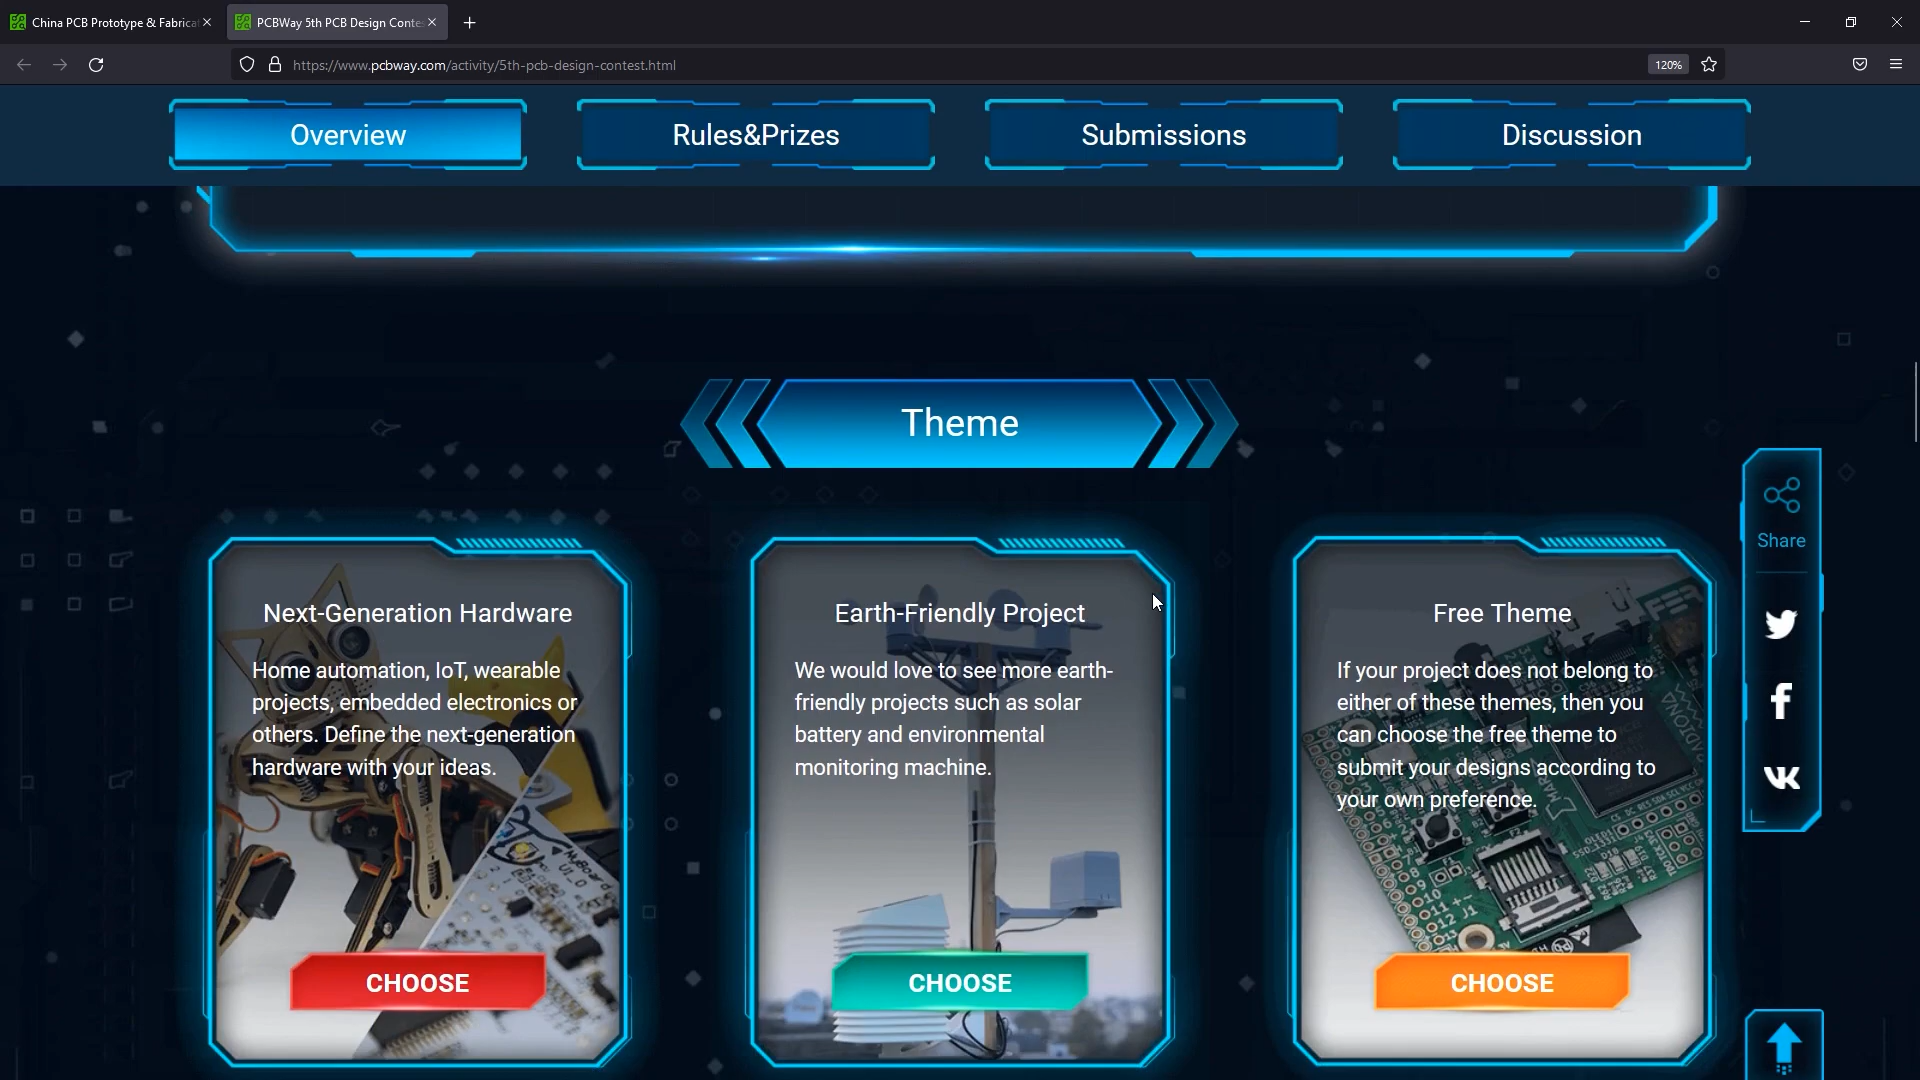 China PCB Prototype & Fabrica
PCBWay 5th PCB Design Conte
https://www.pcbway.com/activity/5th-pcb-design-contest.html
120%
Overview
Rules&Prizes
Submissions
Discussion
Theme
Share
Next-Generation Hardware
Home automation, IoT, wearable
projects, embedded electronics or
others. Define the next-generation
hardware with your ideas.
CHOOSE
Earth-Friendly Project
We would love to see more earth-
friendly projects such as solar
battery and environmental
monitoring machine.
CHOOSE
Free Theme
If your project does not belong to
either of these themes, then you
can choose the free theme to
submit your designs according to
your own preference.
CHOOSE